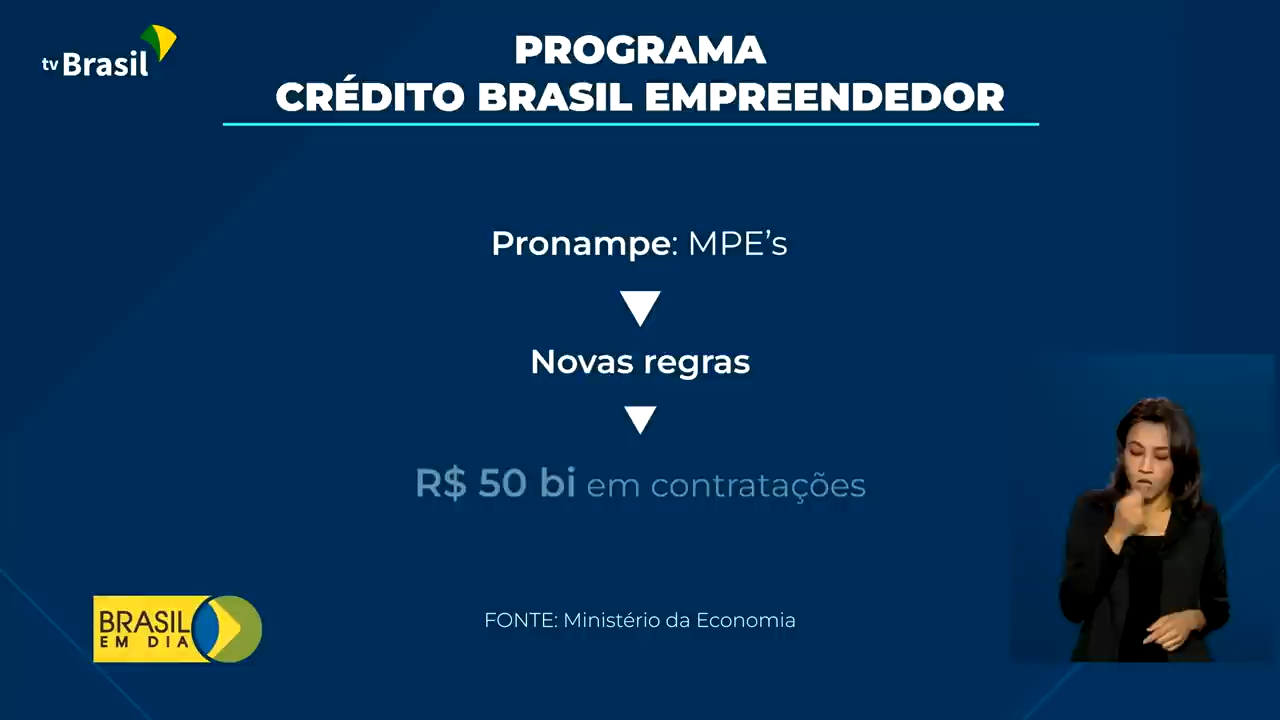 tv Brasil
PROGRAMA
CRÉDITO BRASIL EMPREENDEDOR
Pronampe: MPE’s
Novas regras
R$ 50 bi em contratações
FONTE: Ministério da Economia
BRASIL
EM DIA